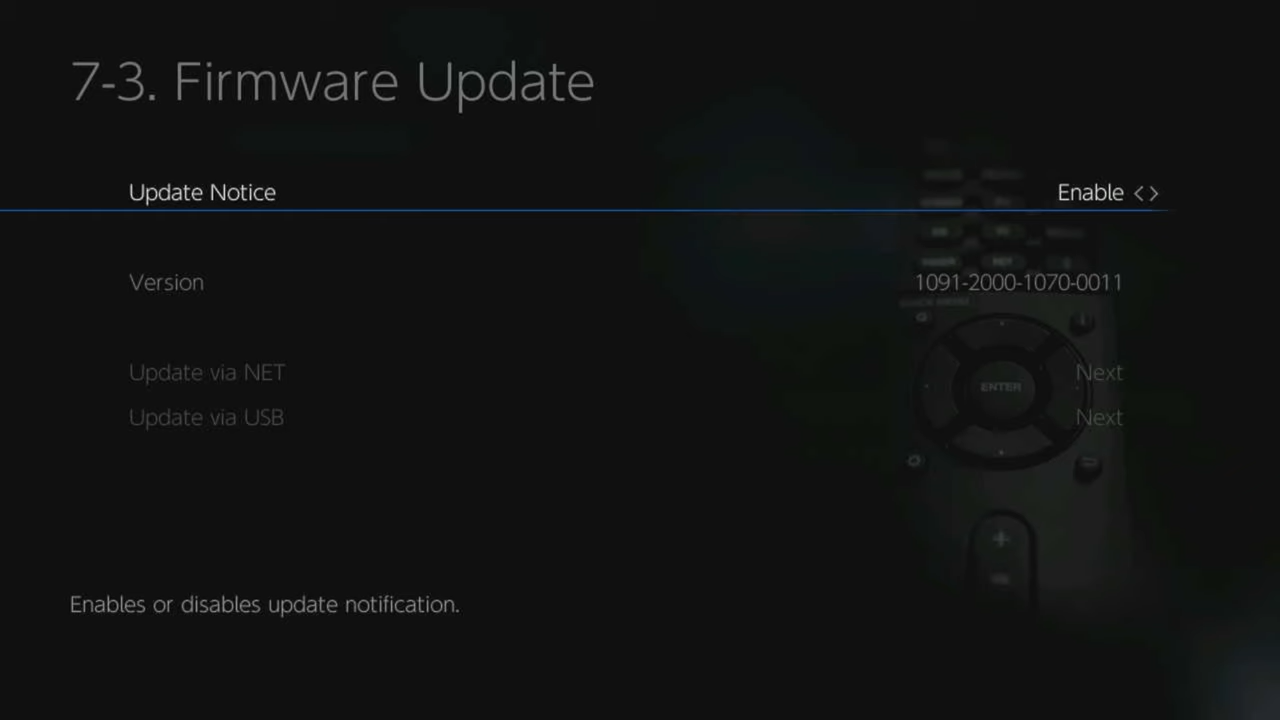 7-3. Firmware Update
Update Notice Enable <>
Version 1091-2000-1070-0011
Update via NET Next
Update via USB Next
ENTER
Enables or disables update notification.